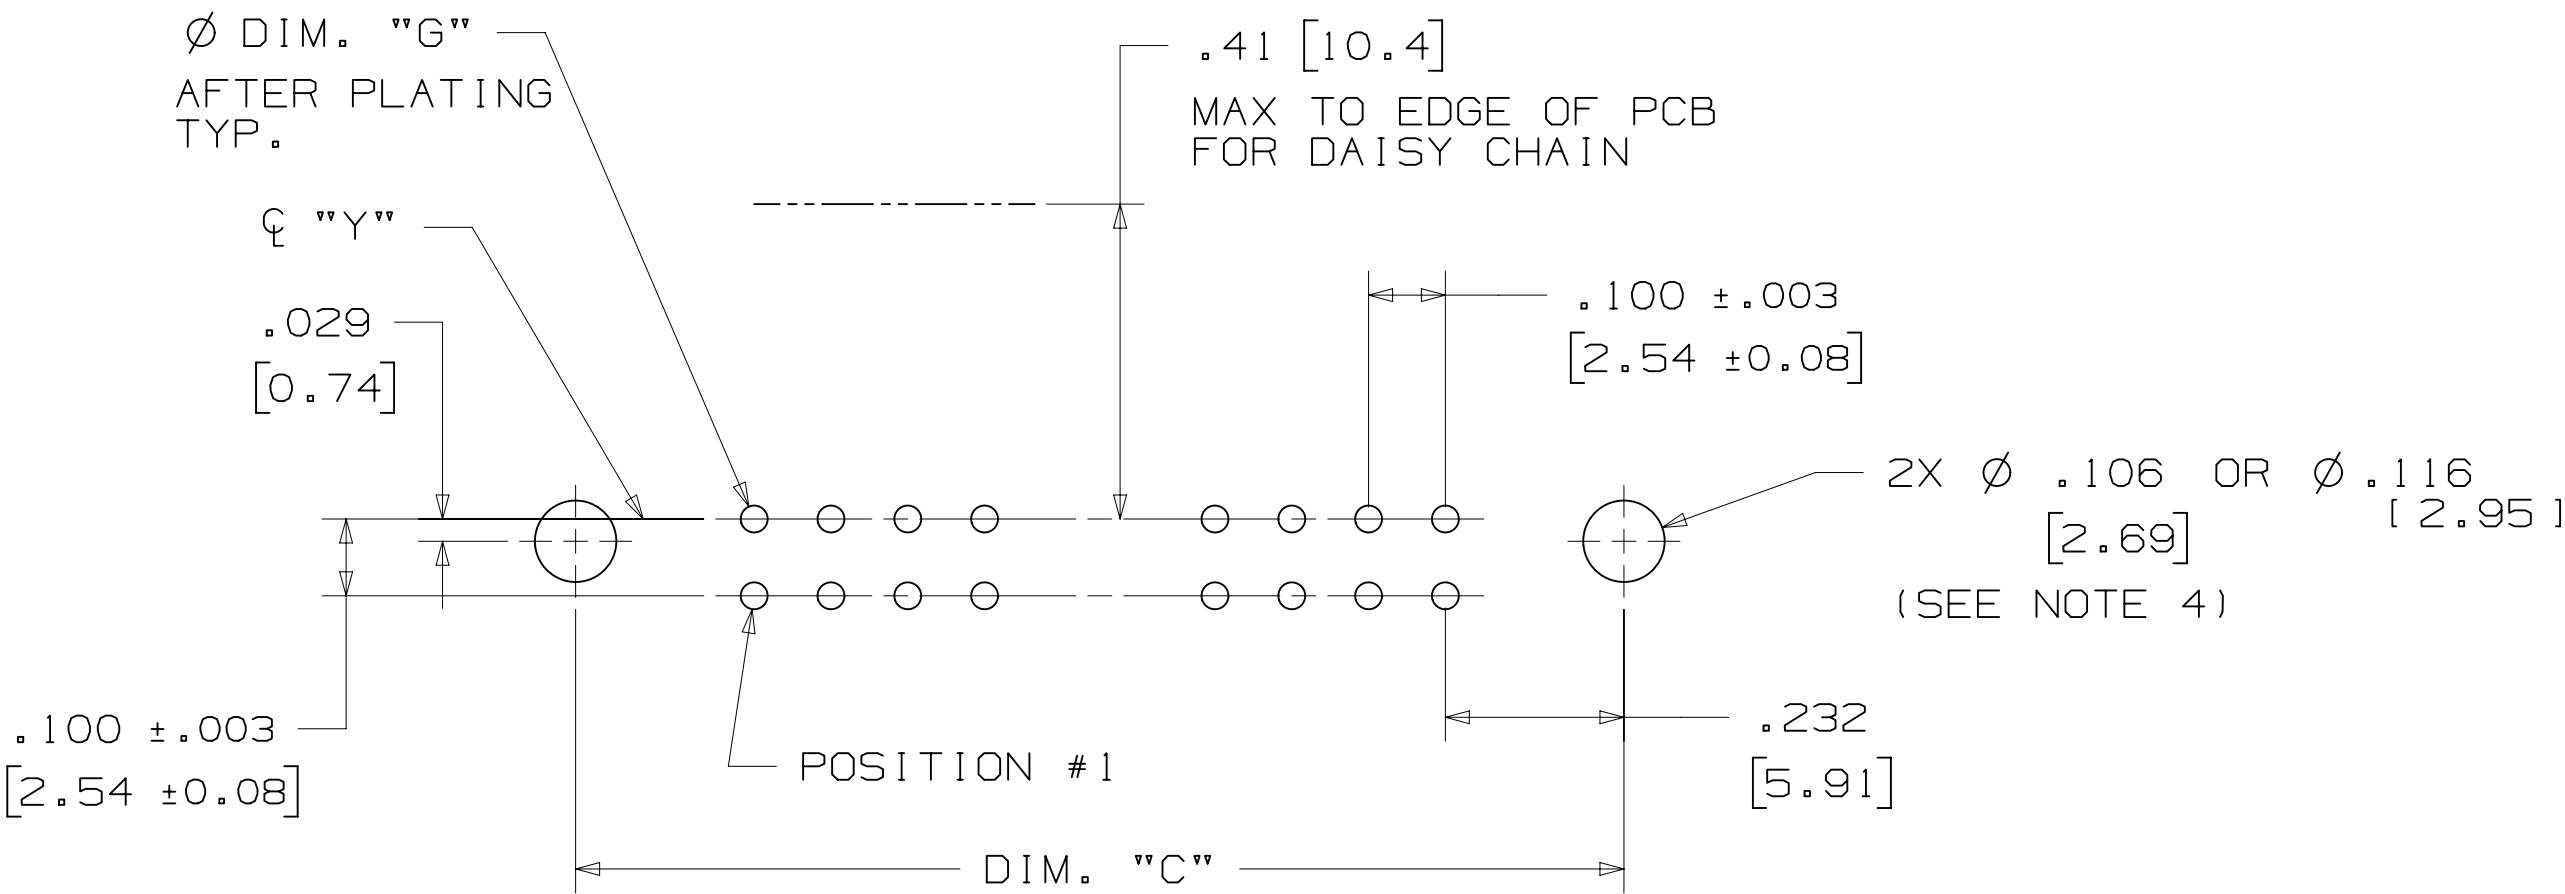 Ø DIM. "G"
AFTER PLATING
TYP.
.41 [10.4]
MAX TO EDGE OF PCB
FOR DAISY CHAIN
℄ "Y"
.029
[0.74]
.100 ±.003
[2.54 ±0.08]
2X Ø .106 OR Ø .116
[2.69] [2.95]
(SEE NOTE 4)
.100 ±.003
[2.54 ±0.08]
POSITION #1
.232
[5.91]
DIM. "C"